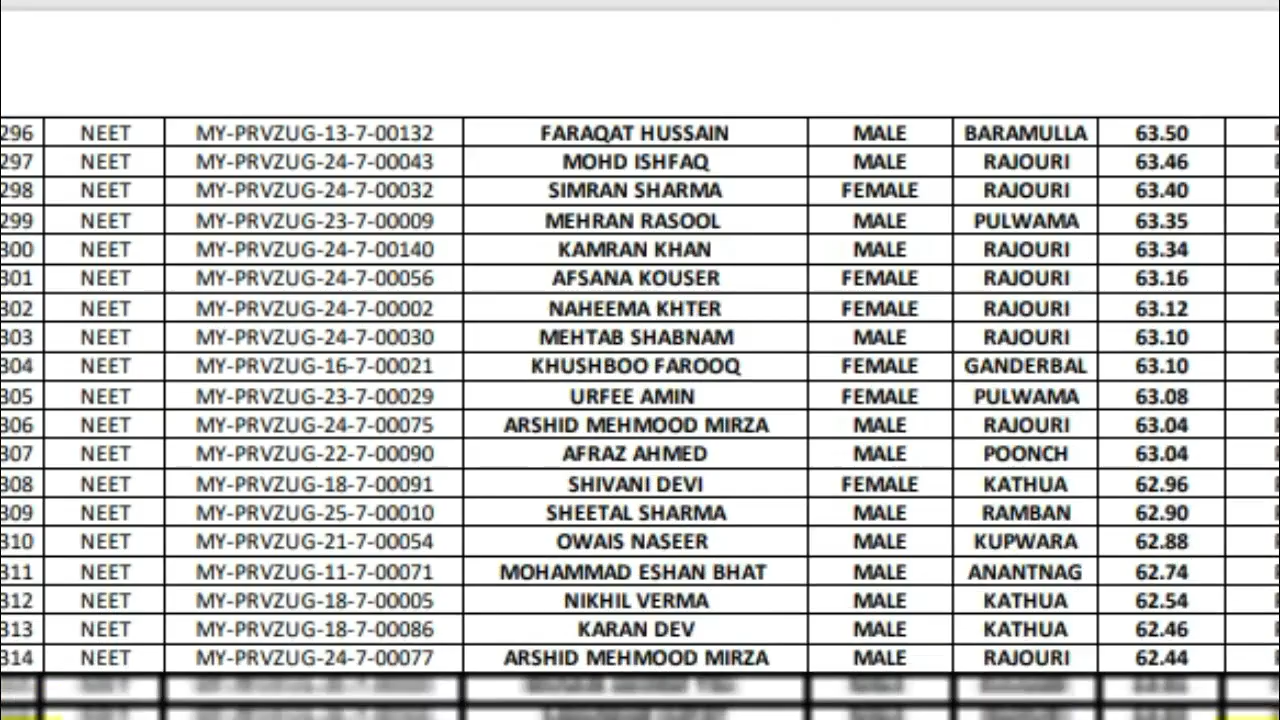 296 NEET MY-PRVZUG-13-7-00132 FARAQAT HUSSAIN MALE BARAMULLA 63.50
297 NEET MY-PRVZUG-24-7-00043 MOHD ISHFAQ MALE RAJOURI 63.46
298 NEET MY-PRVZUG-24-7-00032 SIMRAN SHARMA FEMALE RAJOURI 63.40
299 NEET MY-PRVZUG-23-7-00009 MEHRAN RASOOL MALE PULWAMA 63.35
300 NEET MY-PRVZUG-24-7-00140 KAMRAN KHAN MALE RAJOURI 63.34
301 NEET MY-PRVZUG-24-7-00056 AFSANA KOUSER FEMALE RAJOURI 63.16
302 NEET MY-PRVZUG-24-7-00002 NAHEEMA KHTER FEMALE RAJOURI 63.12
303 NEET MY-PRVZUG-24-7-00030 MEHTAB SHABNAM MALE RAJOURI 63.10
304 NEET MY-PRVZUG-16-7-00021 KHUSHBOO FAROOQ FEMALE GANDERBAL 63.10
305 NEET MY-PRVZUG-23-7-00029 URFEE AMIN FEMALE PULWAMA 63.08
306 NEET MY-PRVZUG-24-7-00075 ARSHID MEHMOOD MIRZA MALE RAJOURI 63.04
307 NEET MY-PRVZUG-22-7-00090 AFRAZ AHMED MALE POONCH 63.04
308 NEET MY-PRVZUG-18-7-00091 SHIVANI DEVI FEMALE KATHUA 62.96
309 NEET MY-PRVZUG-25-7-00010 SHEETAL SHARMA MALE RAMBAN 62.90
310 NEET MY-PRVZUG-21-7-00054 OWAIS NASEER MALE KUPWARA 62.88
311 NEET MY-PRVZUG-11-7-00071 MOHAMMAD ESHAN BHAT MALE ANANTNAG 62.74
312 NEET MY-PRVZUG-18-7-00005 NIKHIL VERMA MALE KATHUA 62.54
313 NEET MY-PRVZUG-18-7-00086 KARAN DEV MALE KATHUA 62.46
314 NEET MY-PRVZUG-24-7-00077 ARSHID MEHMOOD MIRZA MALE RAJOURI 62.44